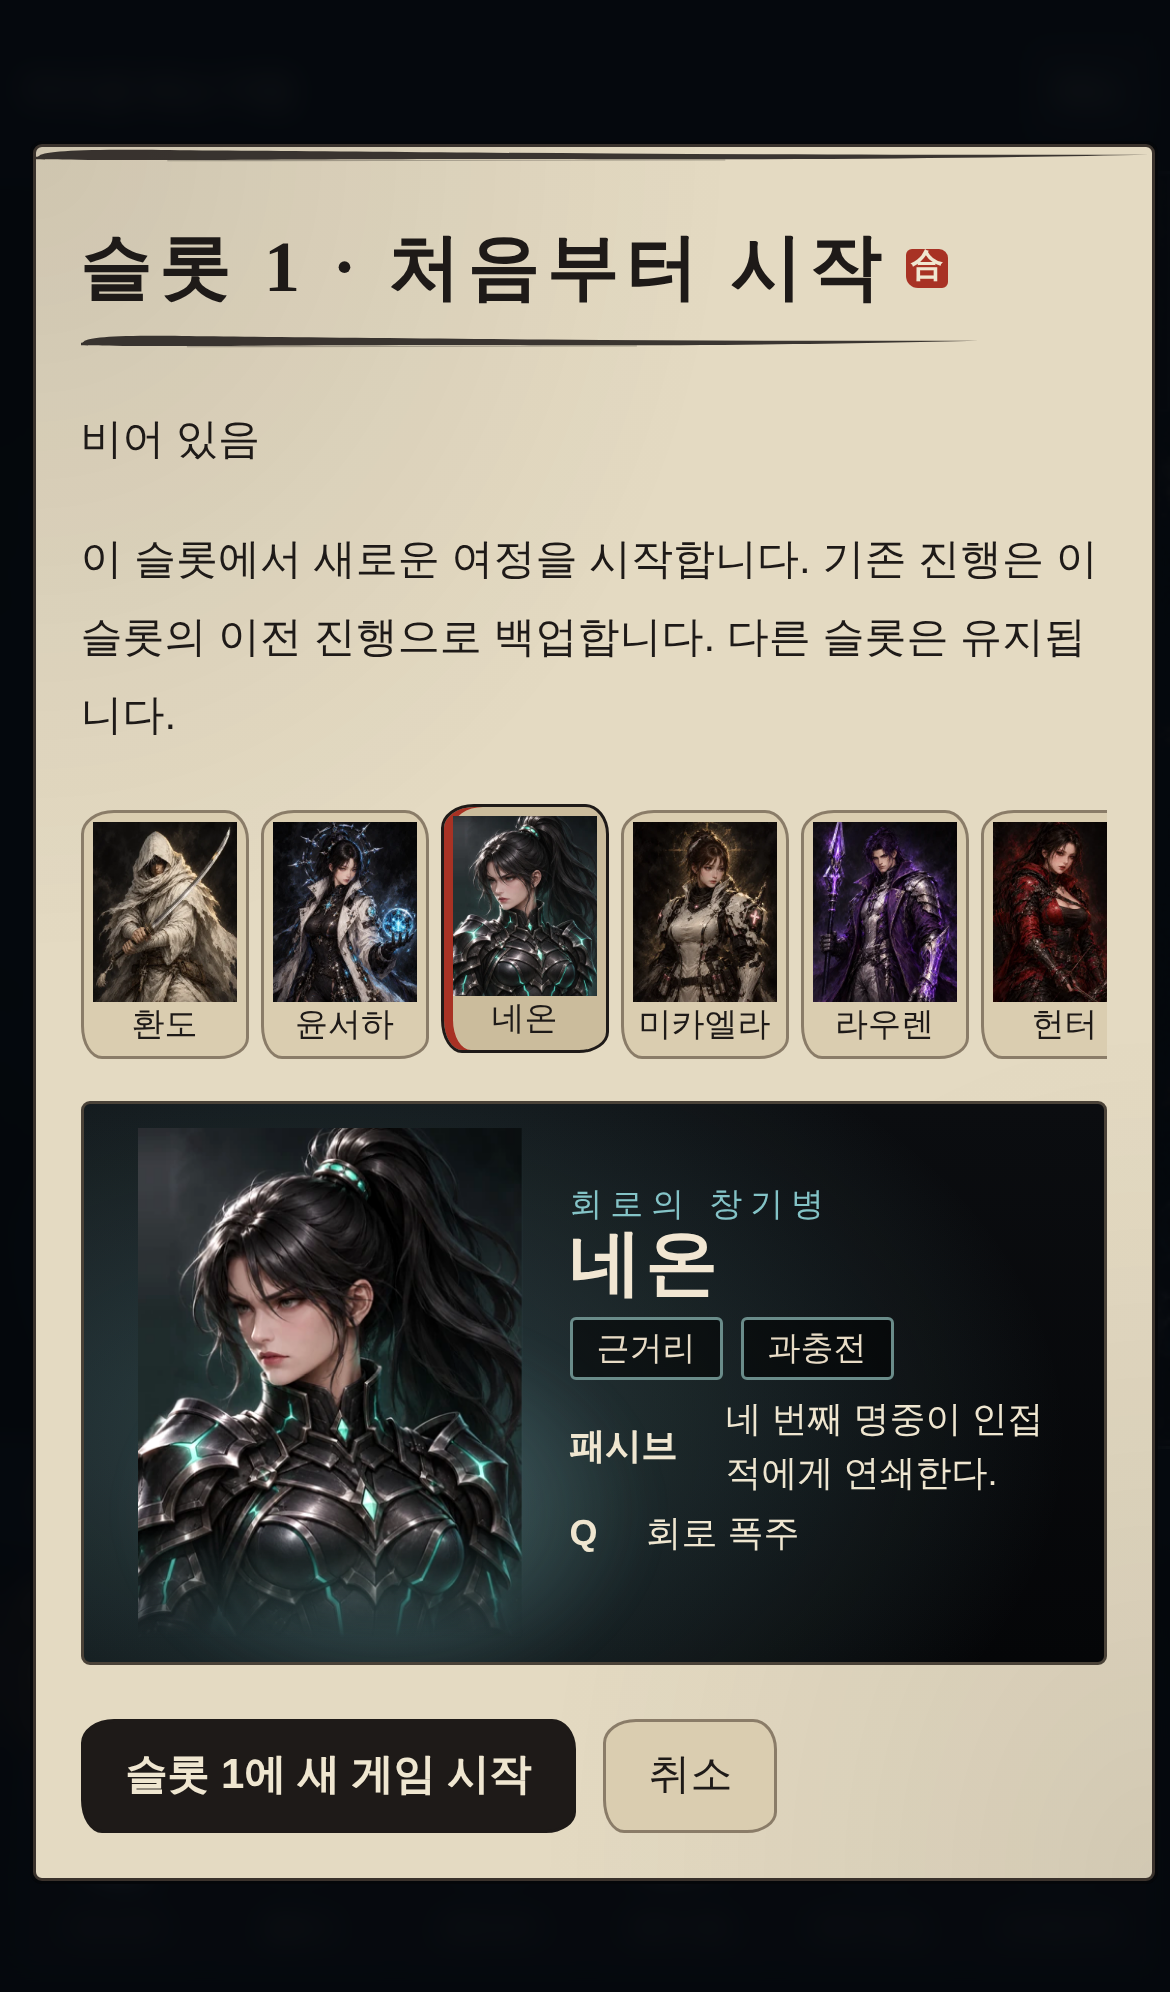 슬롯 1 · 처음부터 시작 合
비어 있음
이 슬롯에서 새로운 여정을 시작합니다. 기존 진행은 이
슬롯의 이전 진행으로 백업합니다. 다른 슬롯은 유지됩
니다.
환도
윤서하
네온
미카엘라
라우렌
헌터
회로의 창기병
네온
근거리
과충전
패시브
네 번째 명중이 인접
적에게 연쇄한다.
Q 회로 폭주
슬롯 1에 새 게임 시작
취소